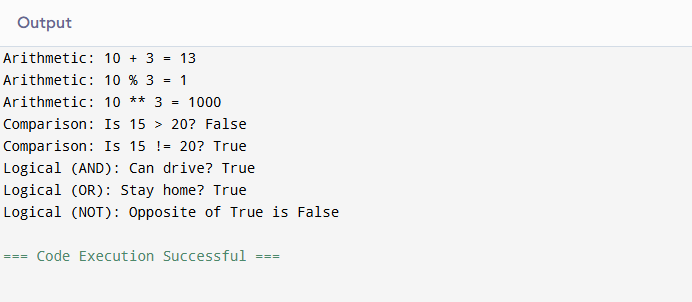 Output
Arithmetic: 10 + 3 = 13
Arithmetic: 10 % 3 = 1
Arithmetic: 10 ** 3 = 1000
Comparison: Is 15 > 20? False
Comparison: Is 15 != 20? True
Logical (AND): Can drive? True
Logical (OR): Stay home? True
Logical (NOT): Opposite of True is False
=== Code Execution Successful ===